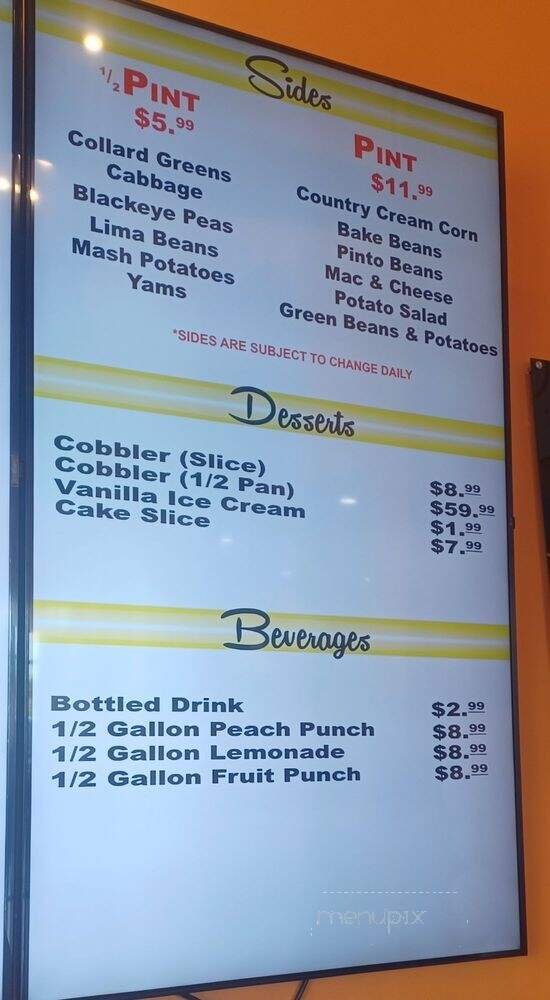 Sides
1/2 PINT
$5.99
Collard Greens
Cabbage
Blackeye Peas
Lima Beans
Mash Potatoes
Yams
PINT
$11.99
Country Cream Corn
Bake Beans
Pinto Beans
Mac & Cheese
Potato Salad
Green Beans & Potatoes
*SIDES ARE SUBJECT TO CHANGE DAILY
Desserts
Cobbler (Slice) $8.99
Cobbler (1/2 Pan) $59.99
Vanilla Ice Cream $1.99
Cake Slice $7.99
Beverages
Bottled Drink $2.99
1/2 Gallon Peach Punch $8.99
1/2 Gallon Lemonade $8.99
1/2 Gallon Fruit Punch $8.99
menupix